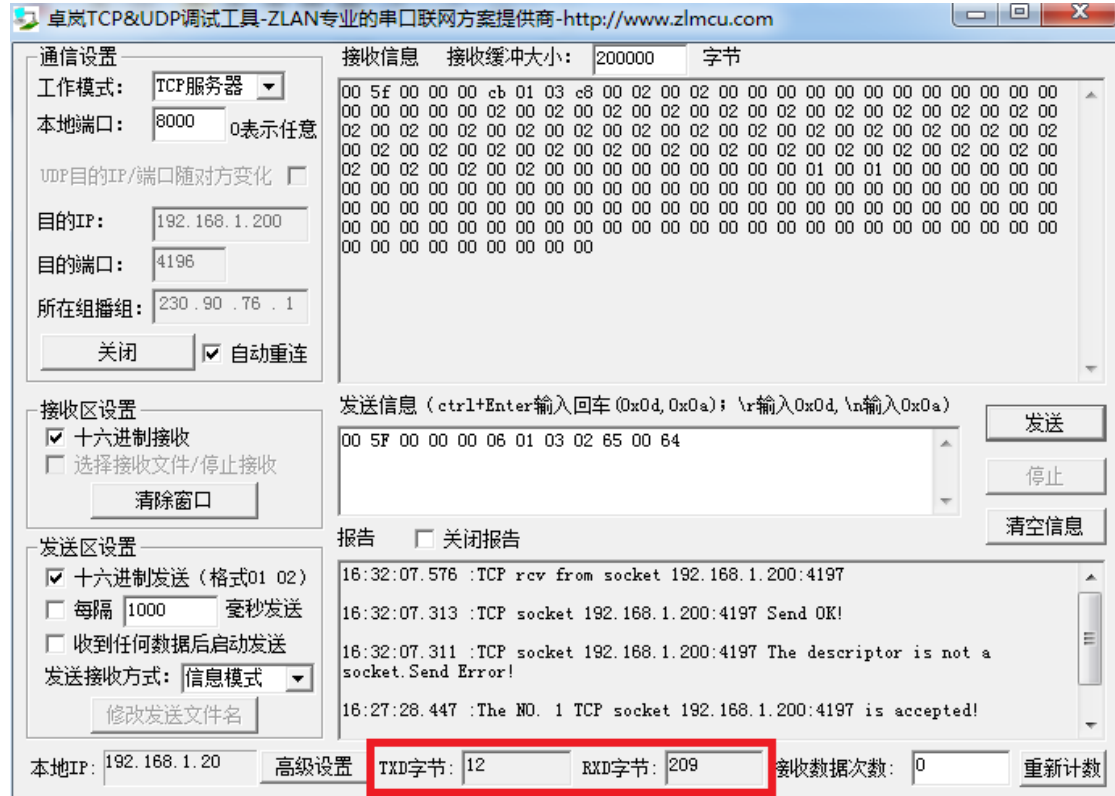 卓岚TCP&UDP调试工具-ZLAN专业的串口联网方案提供商-http://www.zlmcu.com
通信设置
工作模式: TCP服务器
本地端口: 8000 0表示任意
UDP目的IP/端口随对方变化
目的IP: 192.168.1.200
目的端口: 4196
所在组播组: 230 .90 .76 . 1
关闭 自动重连
接收信息 接收缓冲大小: 200000 字节
00 5f 00 00 00 cb 01 03 c8 00 02 00 02 00 00 00 00 00 00 00 00 00 00 00 00
00 00 00 00 00 02 00 02 00 02 00 00 00 02 00 02 00 02 00 02 00 02 00 02 00
02 00 02 00 02 00 02 00 02 00 02 00 02 00 02 00 02 00 02 00 02 00 02 00 02
00 02 00 02 00 02 00 02 00 02 00 02 00 02 00 02 00 02 00 02 00 02 00 02 00
02 00 02 00 02 00 02 00 00 00 00 00 00 00 00 00 01 00 01 00 00 00 00 00 00
00 00 00 00 00 00 00 00 00 00 00 00 00 00 00 00 00 00 00 00 00 00 00 00 00
00 00 00 00 00 00 00 00 00 00 00 00 00 00 00 00 00 00 00 00 00 00 00 00 00
00 00 00 00 00 00 00 00 00 00 00 00 00 00 00 00 00 00 00 00 00 00 00 00 00
00 00 00 00 00 00 00 00 00
接收区设置
十六进制接收
选择接收文件/停止接收
清除窗口
发送信息（ctrl+Enter输入回车(0x0d,0x0a); \r输入0x0d,\n输入0x0a)
00 5F 00 00 00 06 01 03 02 65 00 64
发送
停止
清空信息
发送区设置
十六进制发送（格式01 02)
每隔 1000 毫秒发送
收到任何数据后启动发送
发送接收方式: 信息模式
修改发送文件名
报告 关闭报告
16:32:07.576 :TCP rcv from socket 192.168.1.200:4197
16:32:07.313 :TCP socket 192.168.1.200:4197 Send OK!
16:32:07.311 :TCP socket 192.168.1.200:4197 The descriptor is not a
socket.Send Error!
16:27:28.447 :The NO. 1 TCP socket 192.168.1.200:4197 is accepted!
本地IP: 192.168.1.20 高级设置 TXD字节: 12 RXD字节: 209 接收数据次数: 0 重新计数